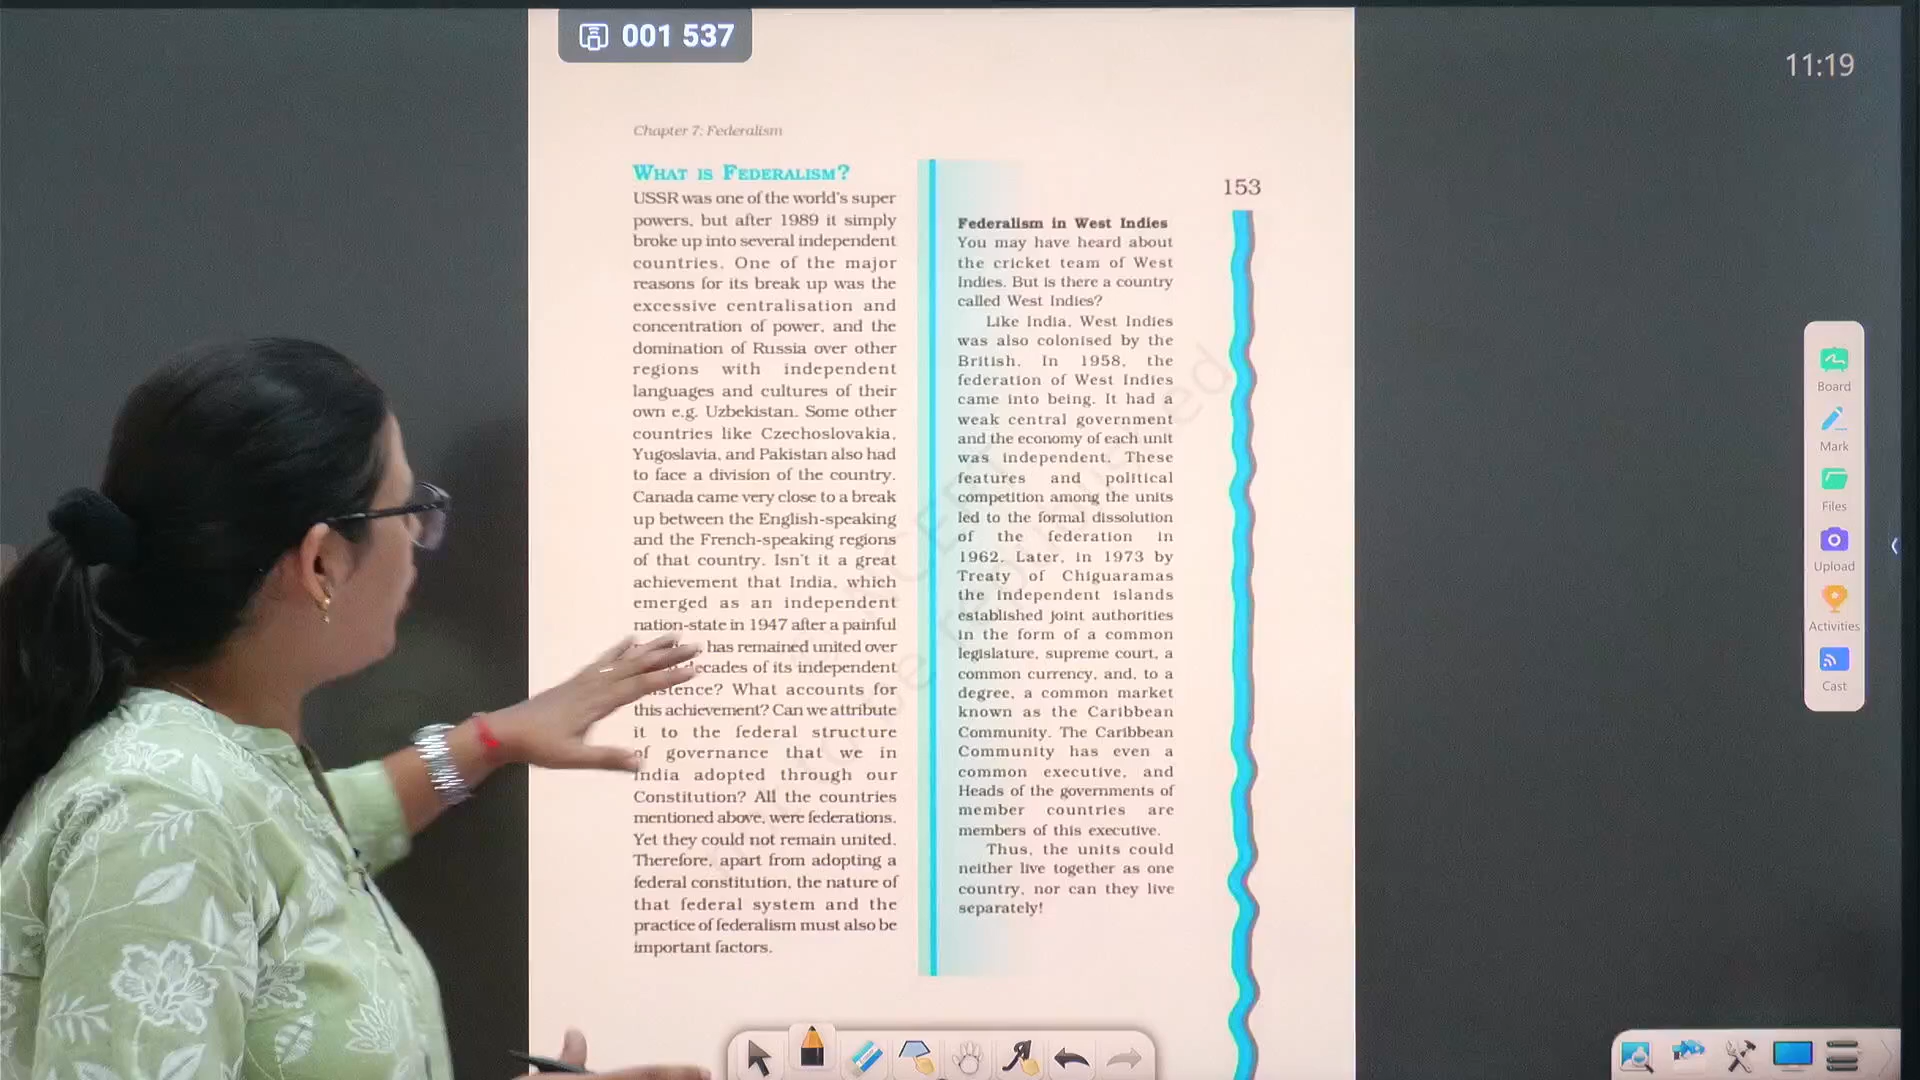 001 537
11:19
Chapter 7: Federalism
WHAT IS FEDERALISM?
USSR was one of the world's super
powers, but after 1989 it simply
broke up into several independent
countries. One of the major
reasons for its break up was the
excessive centralisation and
concentration of power, and the
domination of Russia over other
regions with independent
languages and cultures of their
own e.g. Uzbekistan. Some other
countries like Czechoslovakia,
Yugoslavia, and Pakistan also had
to face a division of the country.
Canada came very close to a break
up between the English-speaking
and the French-speaking regions
of that country. Isn't it a great
achievement that India, which
emerged as an independent
nation-state in 1947 after a painful
has remained united over
decades of its independent
this achievement? What accounts for
this achievement? Can we attribute
it to the federal structure
of governance that we in
India adopted through our
Constitution? All the countries
mentioned above, were federations.
Yet they could not remain united.
Therefore, apart from adopting a
federal constitution, the nature of
that federal system and the
practice of federalism must also be
important factors.
153
Federalism in West Indies
You may have heard about
the cricket team of West
Indies. But is there a country
called West Indies?
Like India, West Indies
was also colonised by the
British. In 1958, the
federation of West Indies
came into being. It had a
weak central government
and the economy of each unit
was independent. These
features and political
competition among the units
led to the formal dissolution
of the federation in
1962. Later, in 1973 by
Treaty of Chiguaramas
the independent islands
established joint authorities
in the form of a common
legislature, supreme court, a
common currency, and, to a
degree, a common market
known as the Caribbean
Community. The Caribbean
Community has even a
common executive, and
Heads of the governments of
member countries are
members of this executive.
Thus, the units could
neither live together as one
country, nor can they live
separately!
Board
Mark
Files
Upload
Activities
Cast